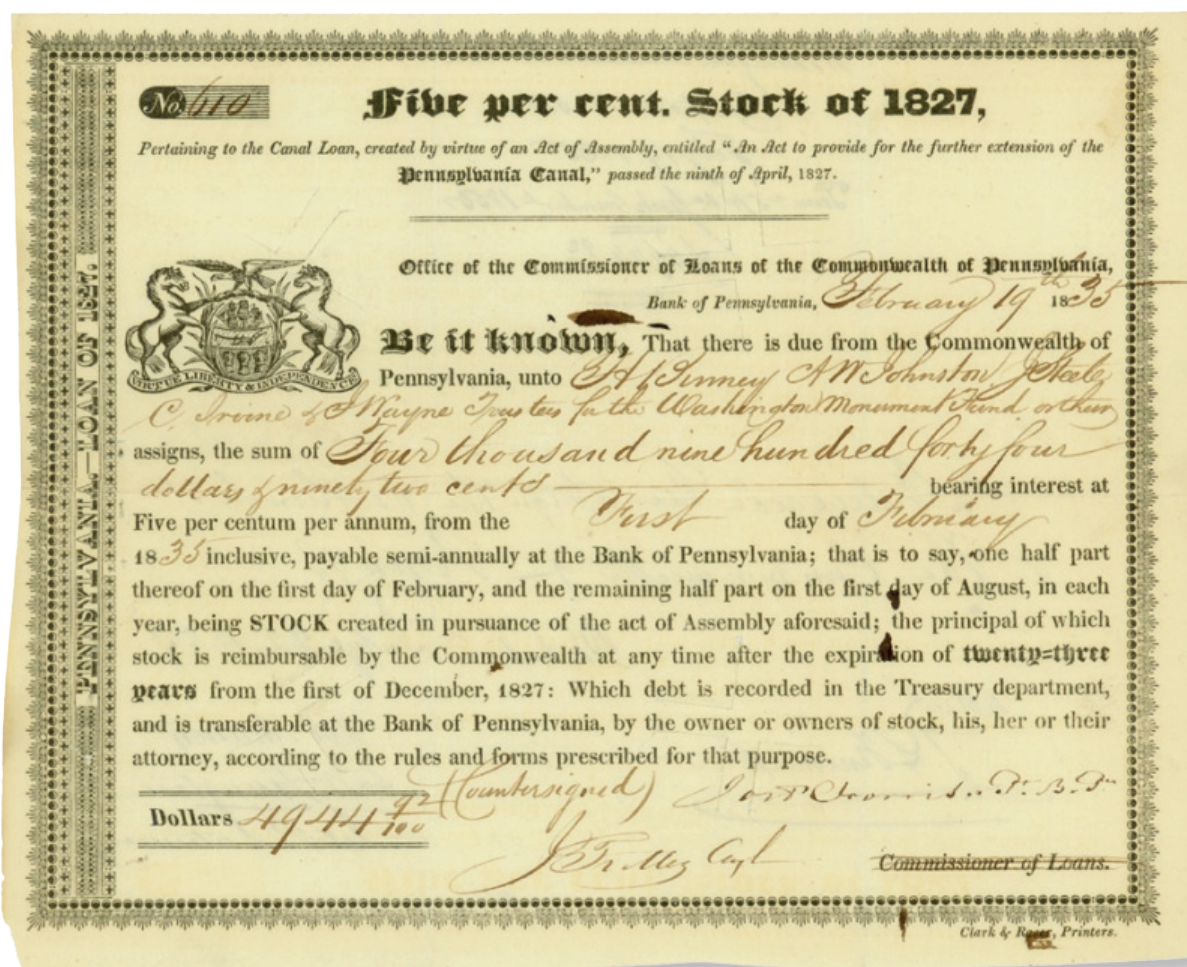 No. 610
Five per cent. Stock of 1827,
Pertaining to the Canal Loan, created by virtue of an Act of Assembly, entitled “An Act to provide for the further extension of the
Pennsylvania Canal,” passed the ninth of April, 1827.
Office of the Commissioner of Loans of the Commonwealth of Pennsylvania,
Bank of Pennsylvania, February 19th 1835
Be it known, That there is due from the Commonwealth of
Pennsylvania, unto A W Johnston J Steele
C. Irvine & J Wayne Trustees for the Washington Monument Fund or their
assigns, the sum of Four thousand nine hundred forty four
dollars & ninety two cents bearing interest at
Five per centum per annum, from the First day of February
1835 inclusive, payable semi-annually at the Bank of Pennsylvania; that is to say, one half part
thereof on the first day of February, and the remaining half part on the first day of August, in each
year, being STOCK created in pursuance of the act of Assembly aforesaid; the principal of which
stock is reimbursable by the Commonwealth at any time after the expiration of twenty-three
years from the first of December, 1827: Which debt is recorded in the Treasury department,
and is transferable at the Bank of Pennsylvania, by the owner or owners of stock, his, her or their
attorney, according to the rules and forms prescribed for that purpose.
Dollars 4944 92/100
(Countersigned)
Commissioner of Loans.
Clark & Printers.
VIRTUE LIBERTY & INDEPENDENCE
PENNSYLVANIA.—LOAN OF 1827.